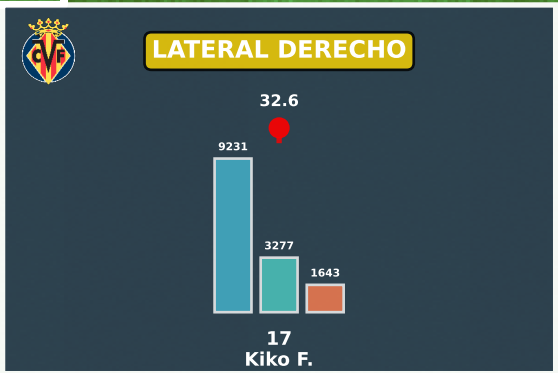 CVF
LATERAL DERECHO
32.6
9231
3277
1643
17
Kiko F.